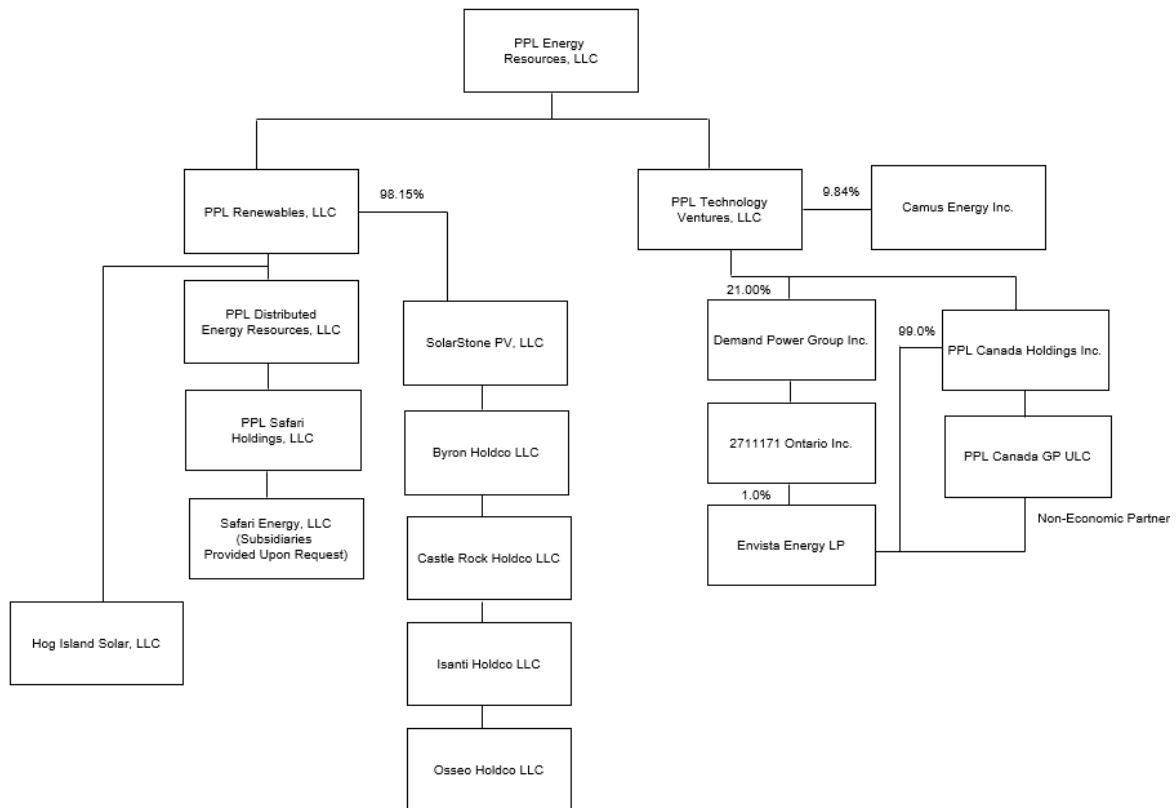 PPL Energy
Resources, LLC
PPL Renewables, LLC
98.15%
PPL Technology
Ventures, LLC
9.84%
Camus Energy Inc.
PPL Distributed
Energy Resources, LLC
SolarStone PV, LLC
21.00%
Demand Power Group Inc.
99.0%
PPL Canada Holdings Inc.
PPL Safari
Holdings, LLC
Byron Holdco LLC
2711171 Ontario Inc.
PPL Canada GP ULC
Safari Energy, LLC
(Subsidiaries
Provided Upon Request)
1.0%
Envista Energy LP
Non-Economic Partner
Castle Rock Holdco LLC
Hog Island Solar, LLC
Isanti Holdco LLC
Osseo Holdco LLC